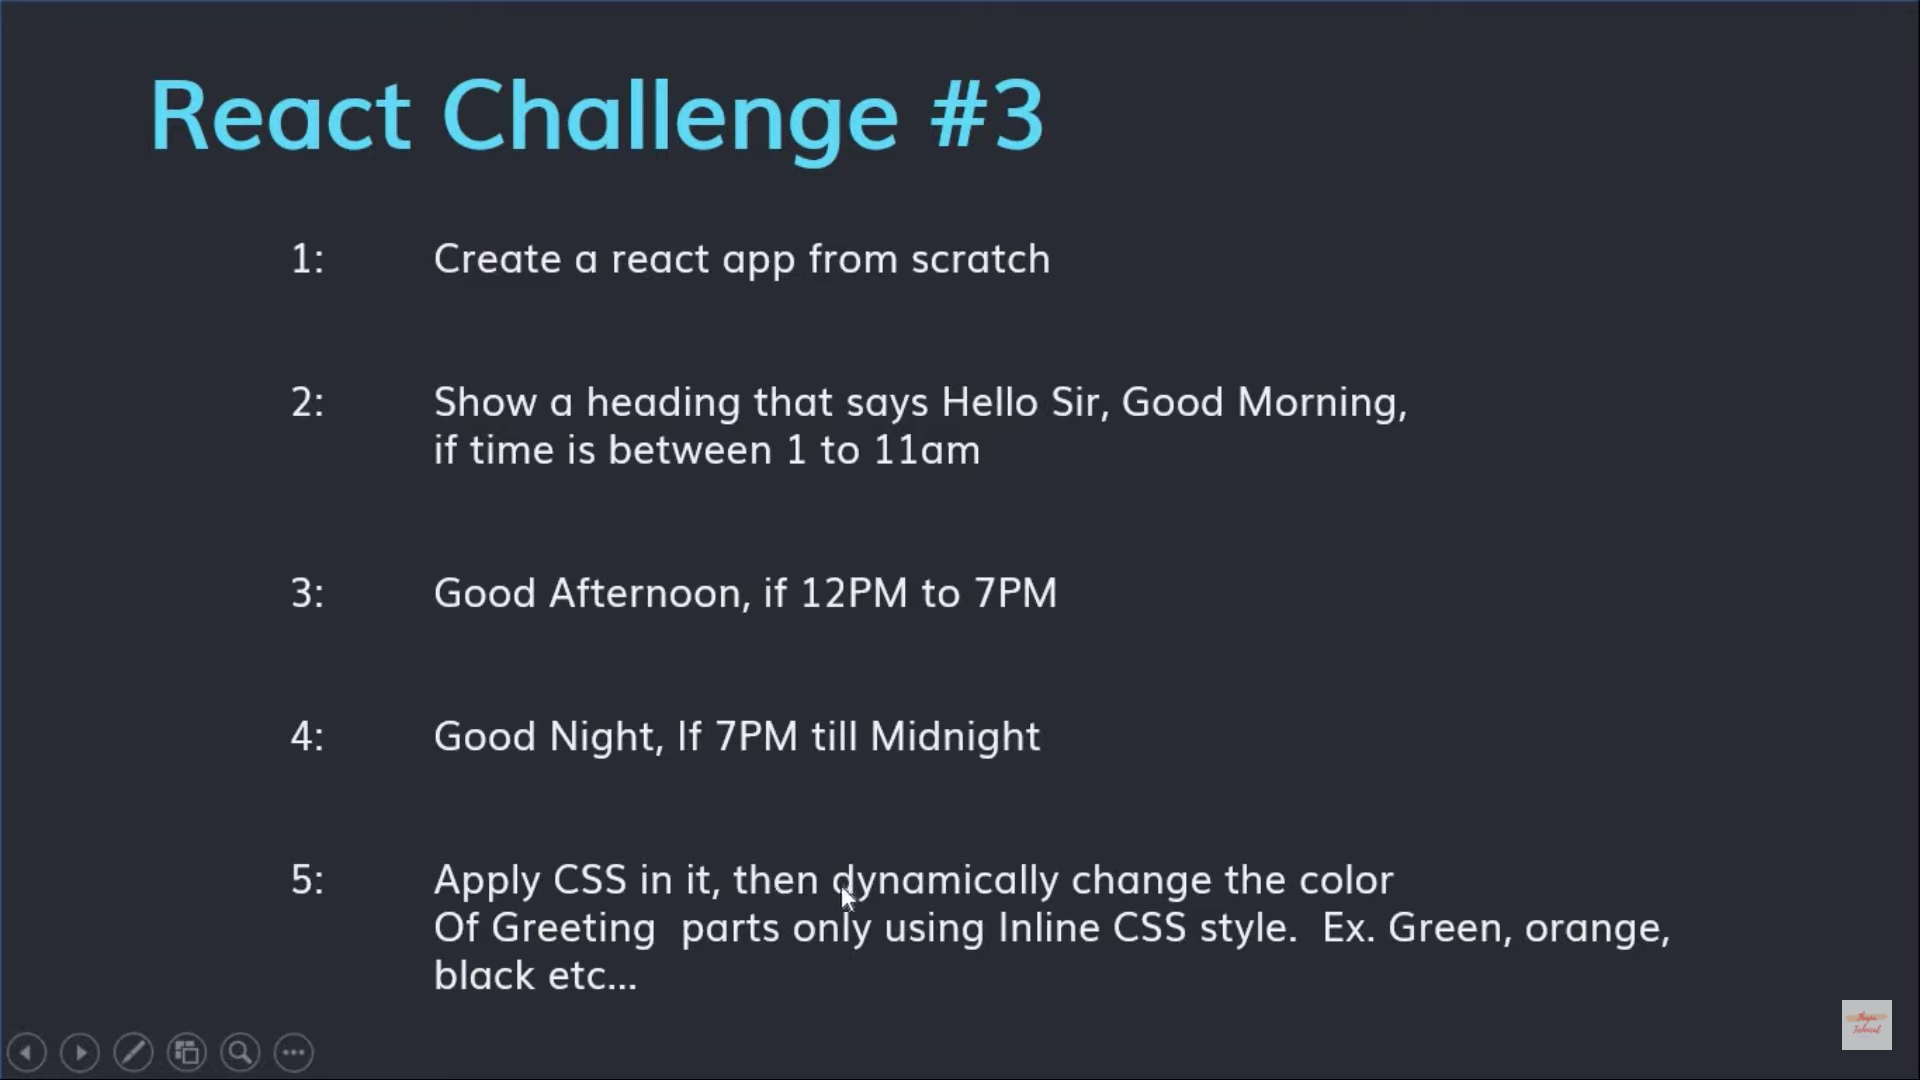 React Challenge #3
1: Create a react app from scratch
2: Show a heading that says Hello Sir, Good Morning,
if time is between 1 to 11am
3: Good Afternoon, if 12PM to 7PM
4: Good Night, If 7PM till Midnight
5: Apply CSS in it, then dynamically change the color
Of Greeting parts only using Inline CSS style. Ex. Green, orange,
black etc...
Technical